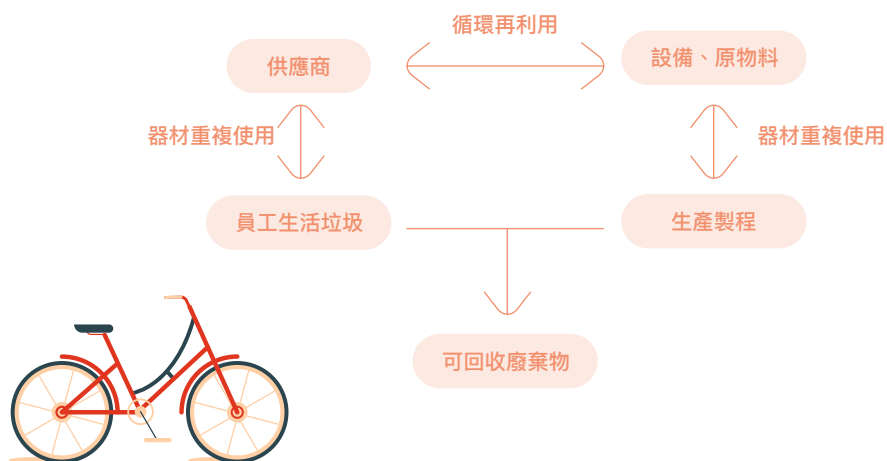 循環再利用
供應商
設備、原物料
器材重複使用
器材重複使用
員工生活垃圾
生產製程
可回收廢棄物